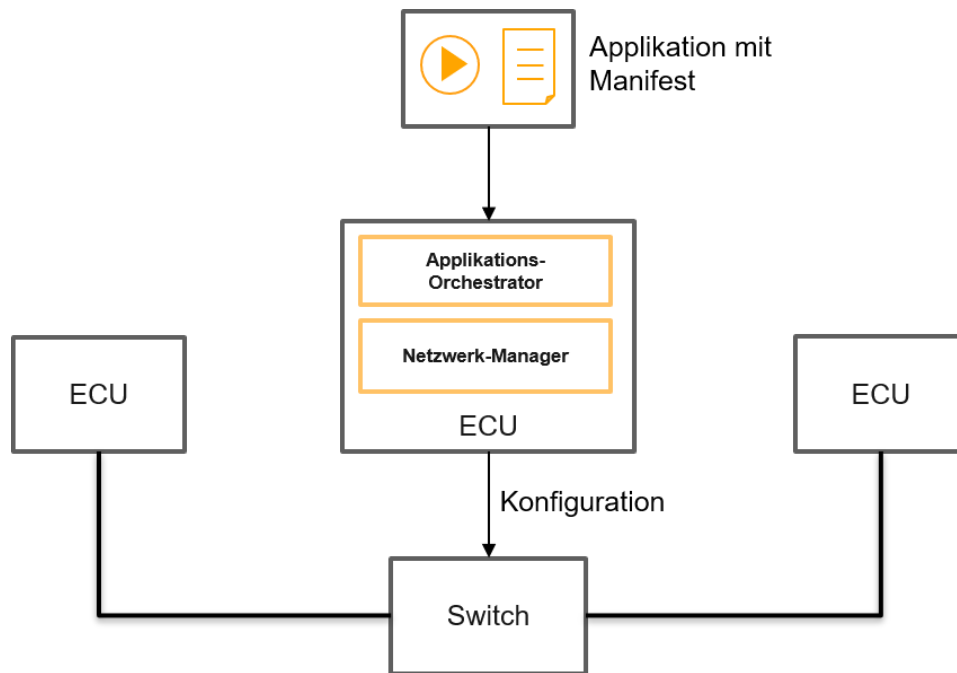 Applikation mit
Manifest
Applikations-
Orchestrator
Netzwerk-Manager
ECU
ECU
ECU
Konfiguration
Switch